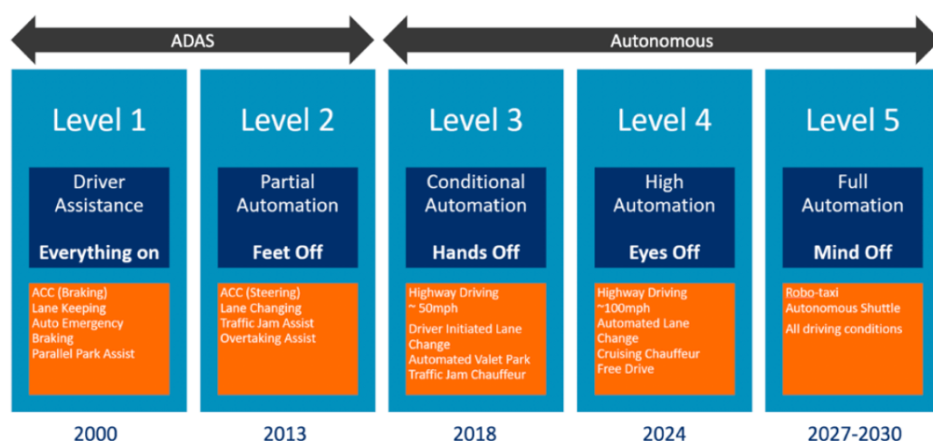 ADAS
Autonomous
Level 1
Driver
Assistance
Everything on
ACC (Braking)
Lane Keeping
Auto Emergency
Braking
Parallel Park Assist
2000
Level 2
Partial
Automation
Feet Off
ACC (Steering)
Lane Changing
Traffic Jam Assist
Overtaking Assist
2013
Level 3
Conditional
Automation
Hands Off
Highway Driving
~ 50mph
Driver Initiated Lane
Change
Automated Valet Park
Traffic Jam Chauffeur
2018
Level 4
High
Automation
Eyes Off
Highway Driving
~100mph
Automated Lane
Change
Cruising Chauffeur
Free Drive
2024
Level 5
Full
Automation
Mind Off
Robo-taxi
Autonomous Shuttle
All driving conditions
2027-2030